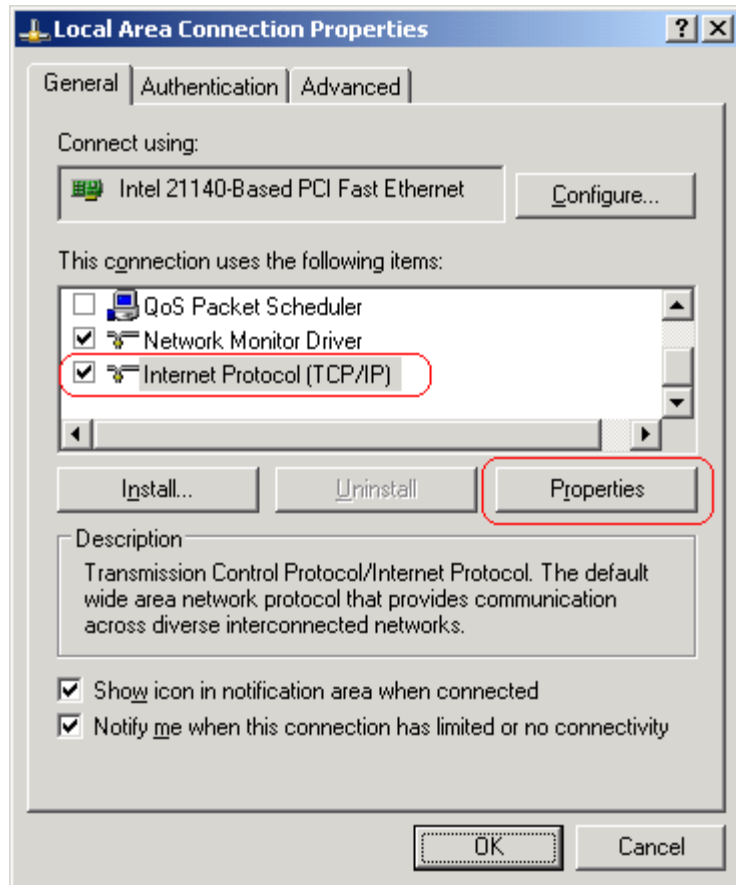 Local Area Connection Properties
General Authentication Advanced
Connect using:
Intel 21140-Based PCI Fast Ethernet
Configure...
This connection uses the following items:
QoS Packet Scheduler
Network Monitor Driver
Internet Protocol (TCP/IP)
Install... Uninstall Properties
Description
Transmission Control Protocol/Internet Protocol. The default
wide area network protocol that provides communication
across diverse interconnected networks.
Show icon in notification area when connected
Notify me when this connection has limited or no connectivity
OK Cancel